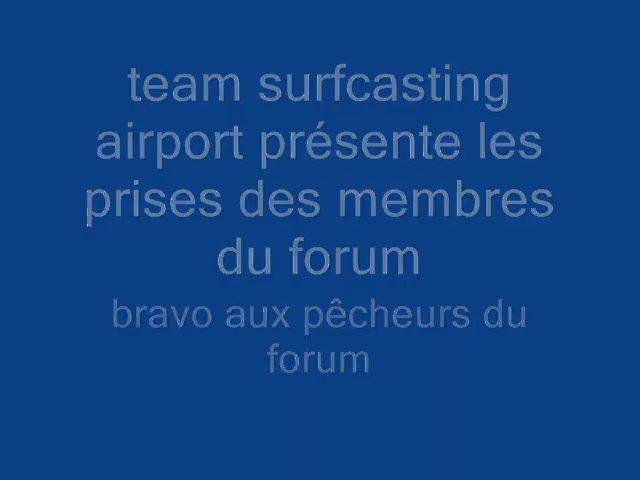 team surfcasting
airport présente les
prises des membres
du forum
bravo aux pêcheurs du
forum